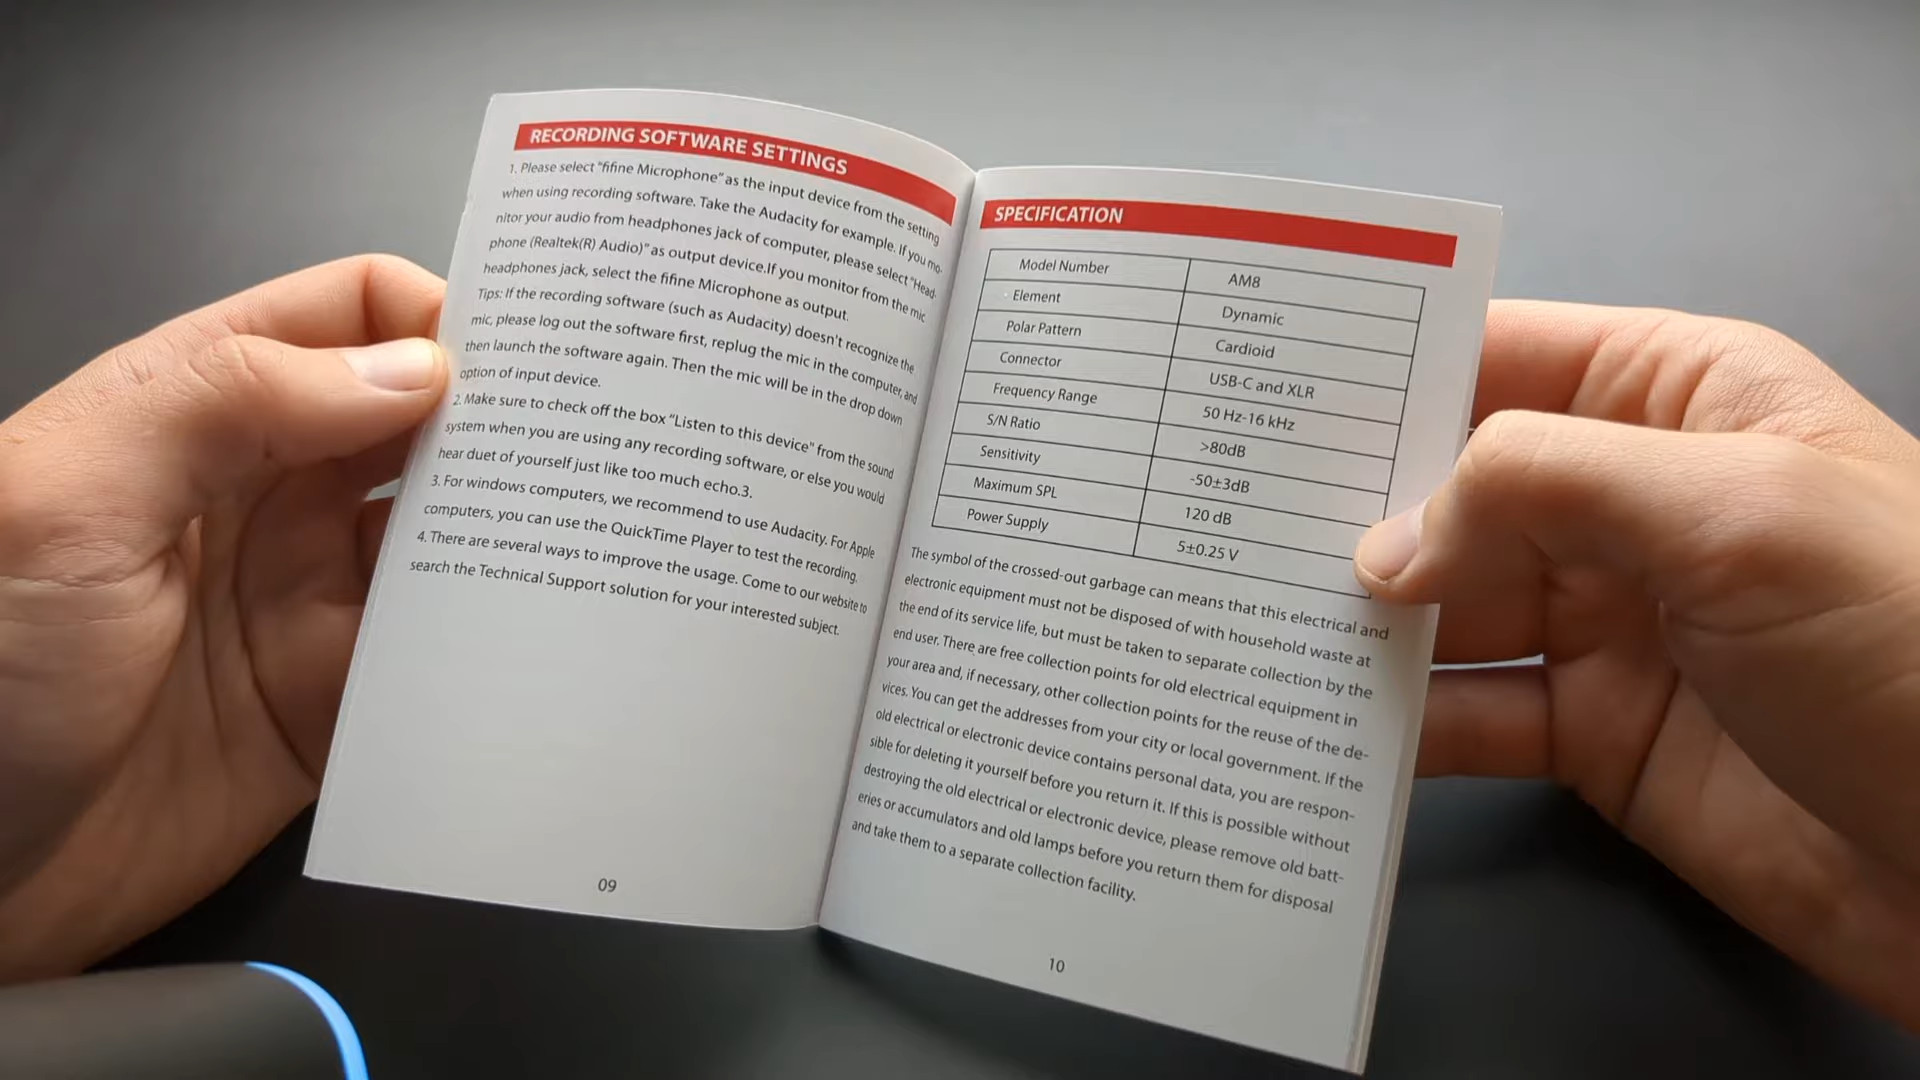 RECORDING SOFTWARE SETTINGS
1. Please select "fifine Microphone" as the input device from the setting
when using recording software. Take the Audacity for example. If you mo-
nitor your audio from headphones jack of computer, please select "Head-
phone (Realtek(R) Audio)" as output device.If you monitor from the mic
headphones jack, select the fifine Microphone as output.
Tips: If the recording software (such as Audacity) doesn't recognize the
mic, please log out the software first, replug the mic in the computer, and
then launch the software again. Then the mic will be in the drop down
option of input device.
2. Make sure to check off the box "Listen to this device" from the sound
system when you are using any recording software, or else you would
hear duet of yourself just like too much echo.3.
3. For windows computers, we recommend to use Audacity. For Apple
computers, you can use the QuickTime Player to test the recording.
4. There are several ways to improve the usage. Come to our website to
search the Technical Support solution for your interested subject.
09
SPECIFICATION
Model Number AM8
Element Dynamic
Polar Pattern Cardioid
Connector USB-C and XLR
Frequency Range 50 Hz-16 kHz
S/N Ratio >80dB
Sensitivity -50±3dB
Maximum SPL 120 dB
Power Supply 5±0.25 V
The symbol of the crossed-out garbage can means that this electrical and
electronic equipment must not be disposed of with household waste at
the end of its service life, but must be taken to separate collection by the
end user. There are free collection points for old electrical equipment in
your area and, if necessary, other collection points for the reuse of the de-
vices. You can get the addresses from your city or local government. If the
old electrical or electronic device contains personal data, you are respon-
sible for deleting it yourself before you return it. If this is possible without
destroying the old electrical or electronic device, please remove old batt-
eries or accumulators and old lamps before you return them for disposal
and take them to a separate collection facility.
10